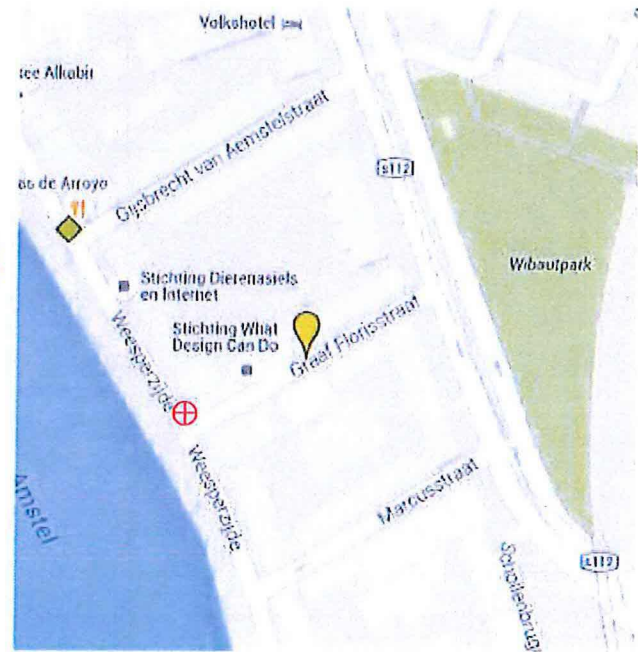 Volkshotel
Gijsbrecht van Aemstelstraat
s112
Wibautpark
Stichting Dierenasiels
en Internet
Stichting What
Design Can Do
Graaf Florisstraat
Weesperzijde
Weesperzijde
Marcusstraat
Amstel
s112
de Arroyo